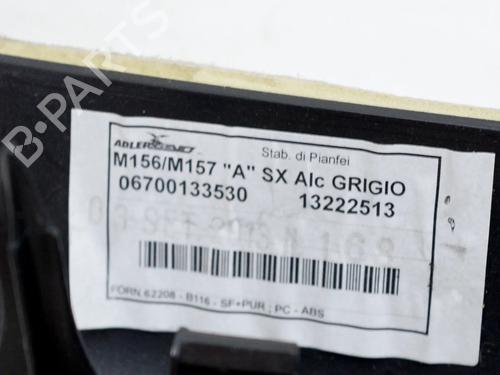 ADLER EVO
Stab. di Pianfei
M156/M157 "A" SX Alc GRIGIO
06700133530 13222513
FORN 62208 - B116 - SF+PUR ; PC - ABS
B-PARTS